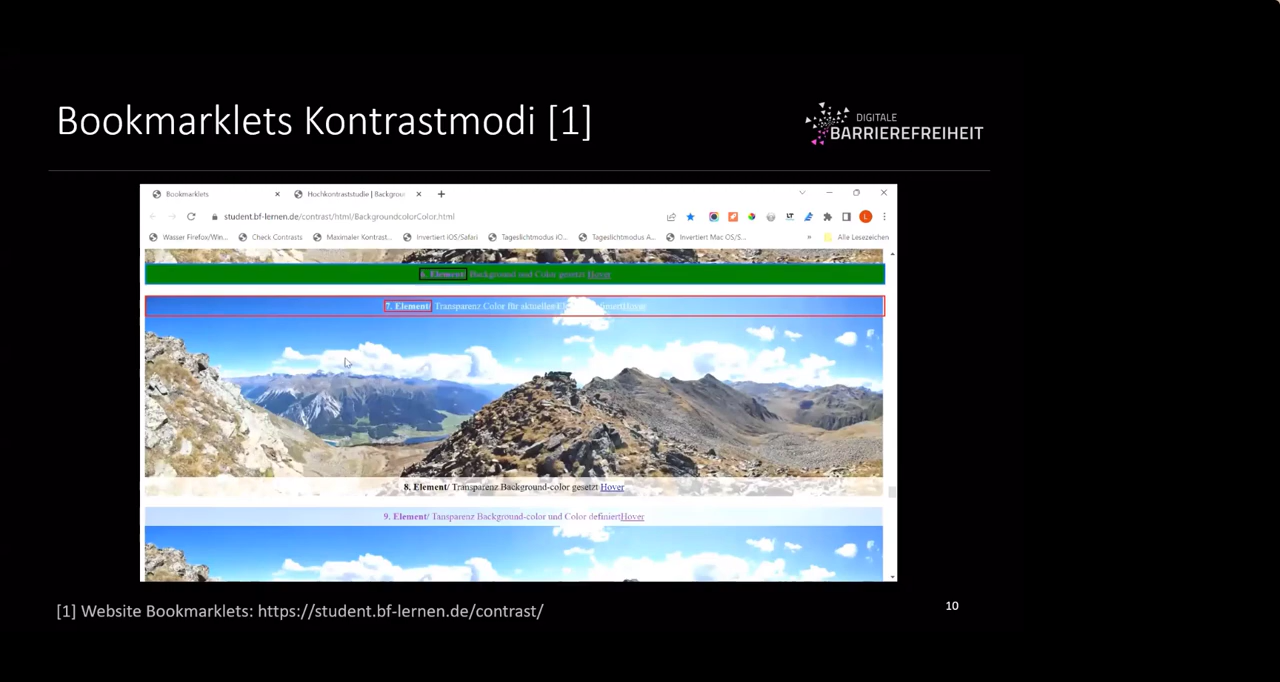 Bookmarklets Kontrastmodi [1]
DIGITALE
BARRIEREFREIHEIT
Bookmarklets
Hochkontraststudie | Backgrou
student.bf-lernen.de/contrast/html/BackgroundcolorColor.html
Wasser Firefox/Win... Check Contrasts Maximaler Kontrast... Invertiert iOS/Safari Tageslichtmodus iO... Tageslichtmodus A... Invertiert Mac OS/S... » Alle Lesezeichen
6. Element/ Background und Color gesetzt Hover
7. Element/ Transparenz Color für aktuelles Hover
8. Element/ Transparenz Background-color gesetzt Hover
9. Element/ Tansparenz Background-color und Color definiertHover
[1] Website Bookmarklets: https://student.bf-lernen.de/contrast/
10